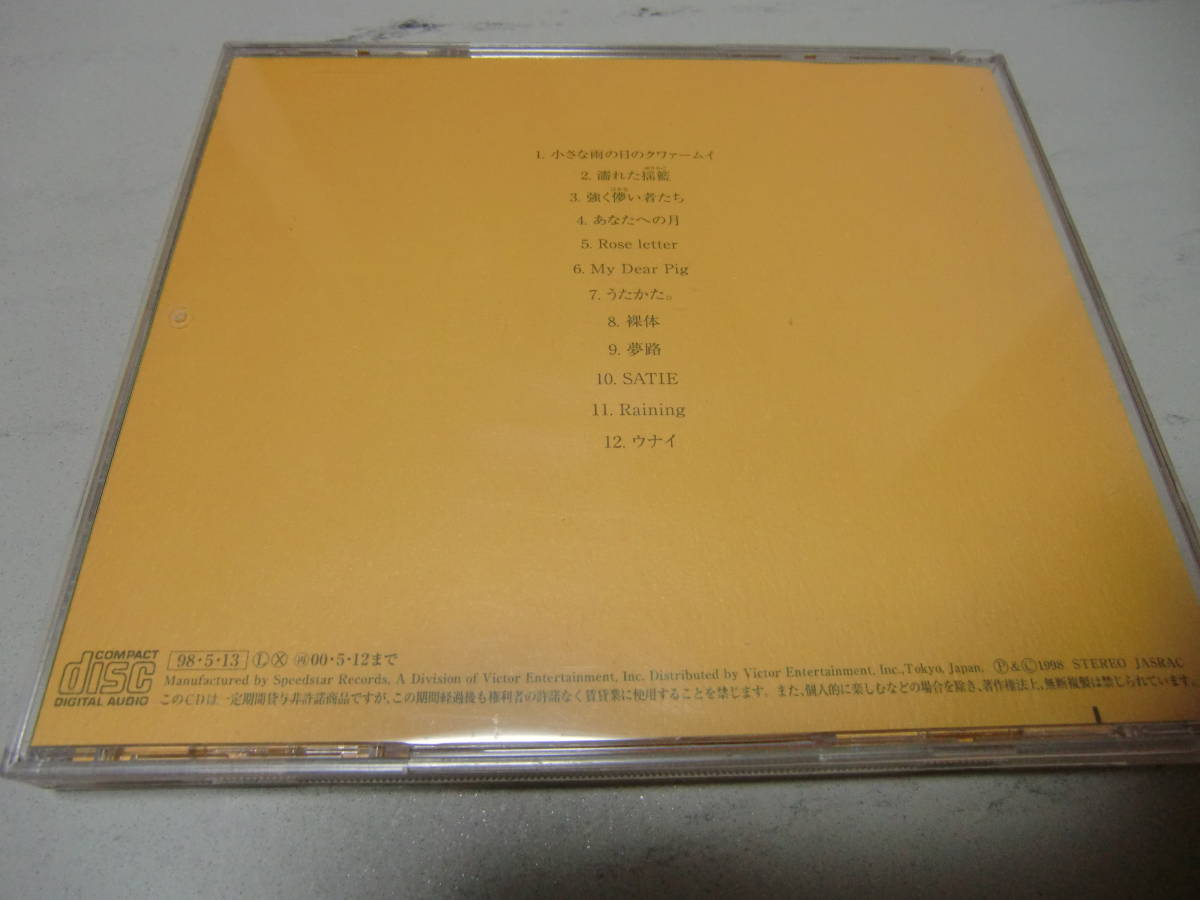 1. 小さな雨の日のクワァームイ
2. 濡れた揺籃
3. 強く儚い者たち
4. あなたへの月
5. Rose letter
6. My Dear Pig
7. うたかた。
8. 裸体
9. 夢路
10. SATIE
11. Raining
12. ウナイ
COMPACT disc DIGITAL AUDIO
98・5・13 Ⓛ Ⓧ 00・5・12まで
Manufactured by Speedstar Records, A Division of Victor Entertainment, Inc. Distributed by Victor Entertainment, Inc., Tokyo, Japan. Ⓟ&Ⓒ1998 STEREO JASRAC
このCDは一定期間貸与非許諾商品ですが、この期間経過後も権利者の許諾なく賃貸業に使用することを禁じます。また、個人的に楽しむなどの場合を除き、著作権法上、無断複製は禁じられています。